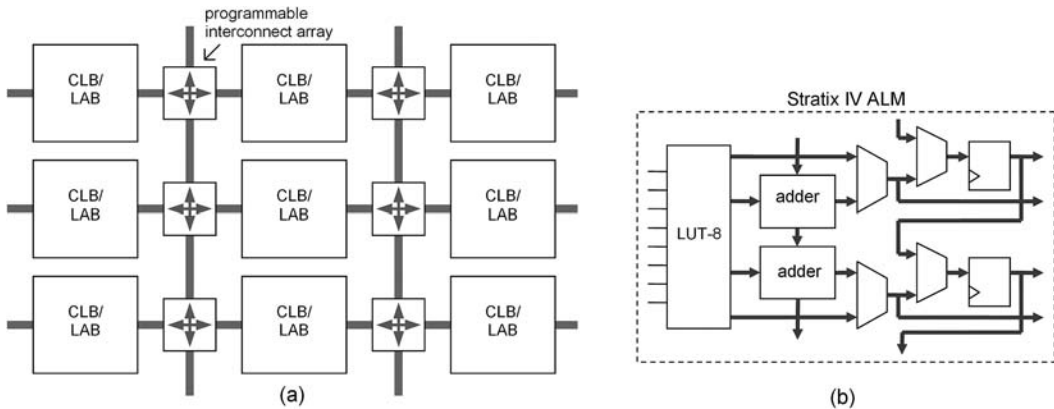 programmable
interconnect array
CLB/
LAB
CLB/
LAB
CLB/
LAB
CLB/
LAB
CLB/
LAB
CLB/
LAB
CLB/
LAB
CLB/
LAB
CLB/
LAB
(a)
Stratix IV ALM
LUT-8
adder
adder
(b)